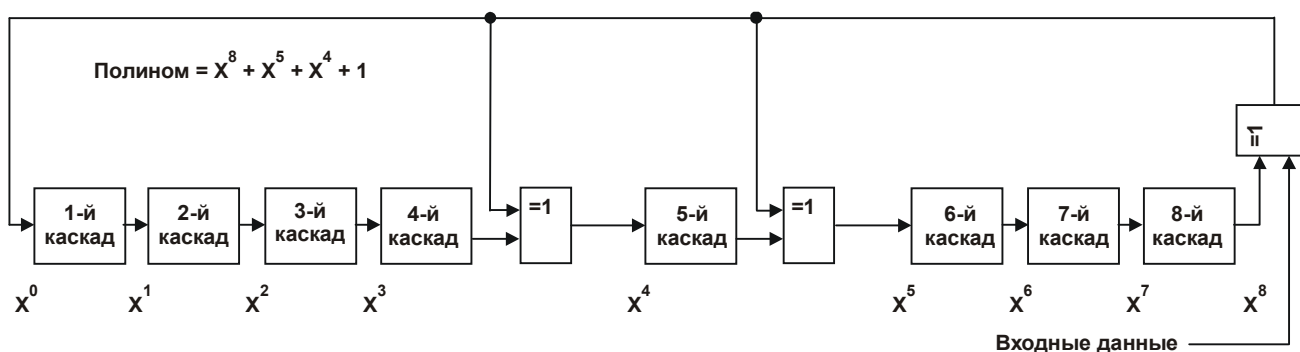 Полином = X⁸ + X⁵ + X⁴ + 1
=1
1-й каскад
2-й каскад
3-й каскад
4-й каскад
=1
5-й каскад
=1
6-й каскад
7-й каскад
8-й каскад
X⁰ X¹ X² X³ X⁴ X⁵ X⁶ X⁷ X⁸
Входные данные